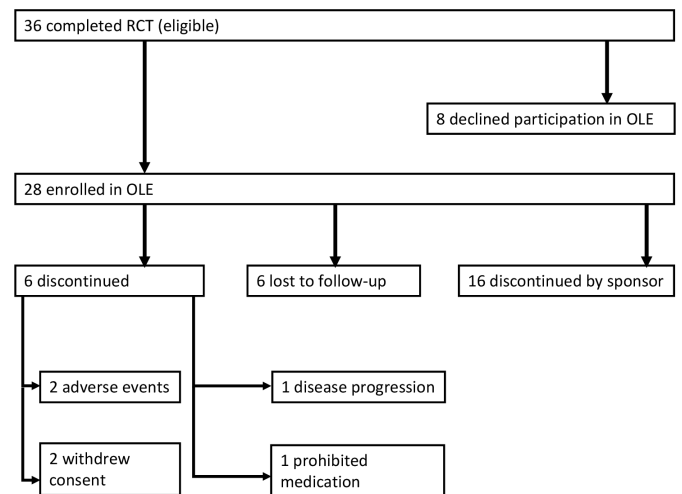 36 completed RCT (eligible)
8 declined participation in OLE
28 enrolled in OLE
6 discontinued
6 lost to follow-up
16 discontinued by sponsor
2 adverse events
1 disease progression
2 withdrew
consent
1 prohibited
medication